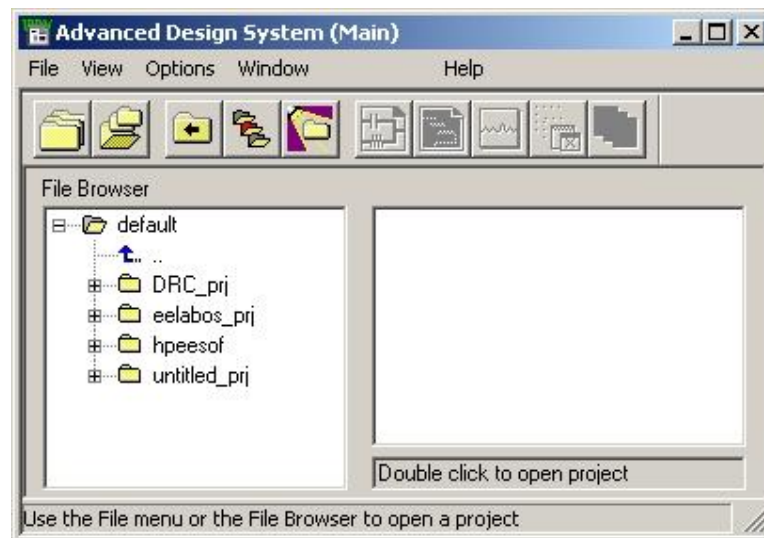 Advanced Design System (Main)
File View Options Window Help
File Browser
default
..
DRC_prj
eelabos_prj
hpeesof
untitled_prj
Double click to open project
Use the File menu or the File Browser to open a project